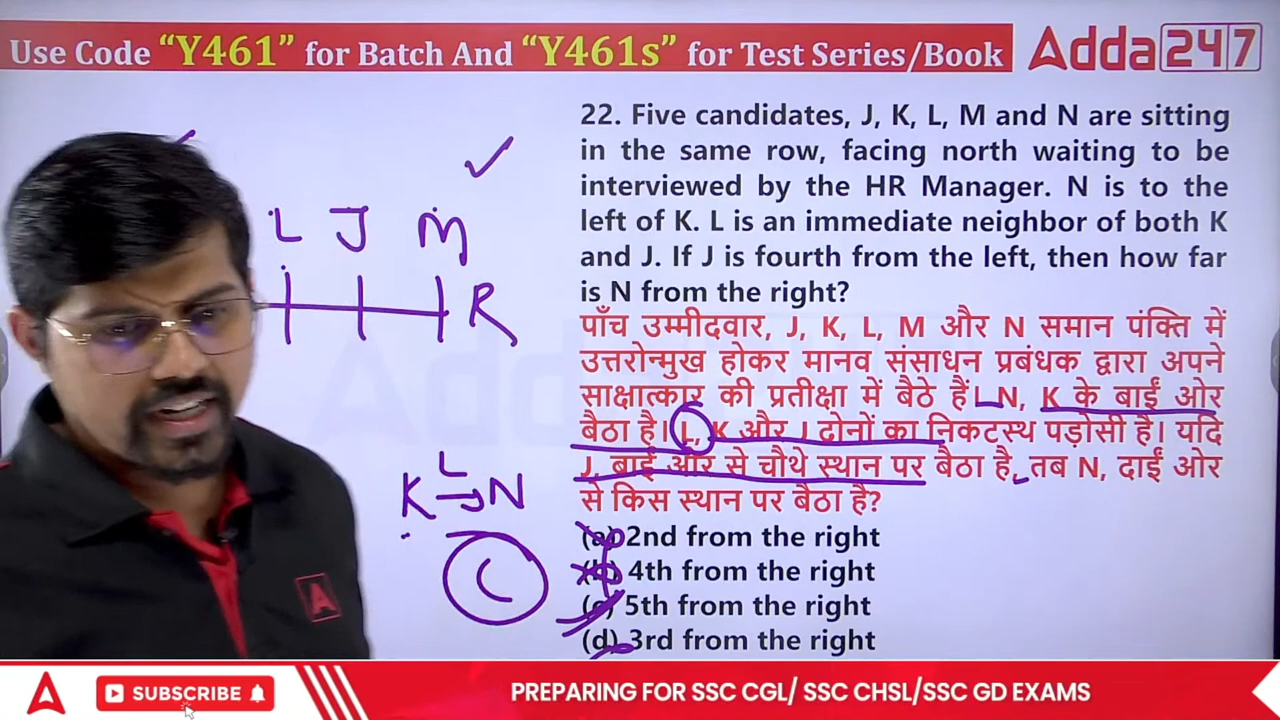 Use Code “Y461” for Batch And “Y461s” for Test Series/Book
Adda247
22. Five candidates, J, K, L, M and N are sitting
in the same row, facing north waiting to be
interviewed by the HR Manager. N is to the
left of K. L is an immediate neighbor of both K
and J. If J is fourth from the left, then how far
is N from the right?
पाँच उम्मीदवार, J, K, L, M और N समान पंक्ति में
उत्तरोन्मुख होकर मानव संसाधन प्रबंधक द्वारा अपने
साक्षात्कार की प्रतीक्षा में बैठे हैं। N, K के बाईं ओर
बैठा है। L, K और J दोनों का निकटस्थ पड़ोसी है। यदि
J, बाईं ओर से चौथे स्थान पर बैठा है, तब N, दाईं ओर
से किस स्थान पर बैठा है?
(a) 2nd from the right
(b) 4th from the right
(c) 5th from the right
(d) 3rd from the right
L J M
R
L
K N
C
A
SUBSCRIBE
PREPARING FOR SSC CGL/ SSC CHSL/SSC GD EXAMS